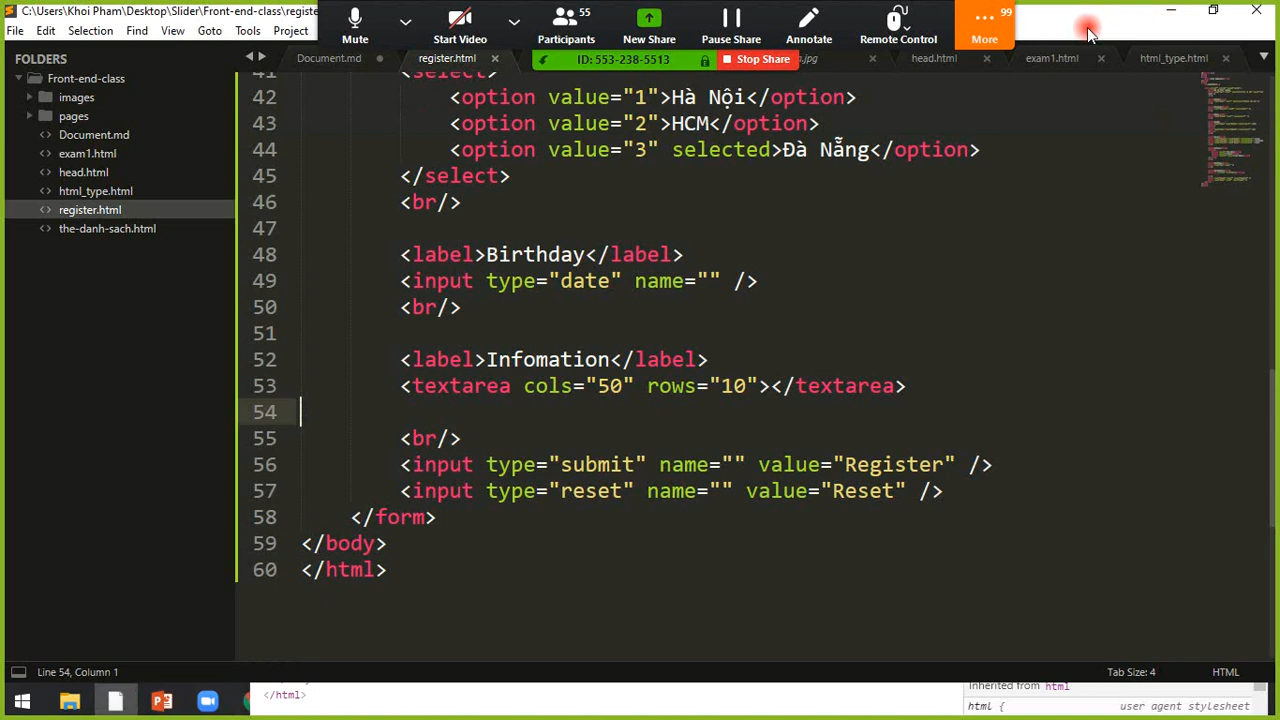 C:\Users\Khoi Pham\Desktop\Slider\Front-end-class\registe
File Edit Selection Find View Goto Tools Project
Mute Start Video 55 Participants New Share Pause Share Annotate Remote Control 99 More
ID: 553-238-5513 Stop Share
FOLDERS
Front-end-class
images
pages
Document.md
exam1.html
head.html
html_type.html
register.html
the-danh-sach.html
Document.md register.html .jpg head.html exam1.html html_type.html
41 <select>
42 <option value="1">Hà Nội</option>
43 <option value="2">HCM</option>
44 <option value="3" selected>Đà Nẵng</option>
45 </select>
46 <br/>
47
48 <label>Birthday</label>
49 <input type="date" name="" />
50 <br/>
51
52 <label>Infomation</label>
53 <textarea cols="50" rows="10"></textarea>
54
55 <br/>
56 <input type="submit" name="" value="Register" />
57 <input type="reset" name="" value="Reset" />
58 </form>
59 </body>
60 </html>
Line 54, Column 1 Tab Size: 4 HTML
</html>
Inherited from html
html { user agent stylesheet